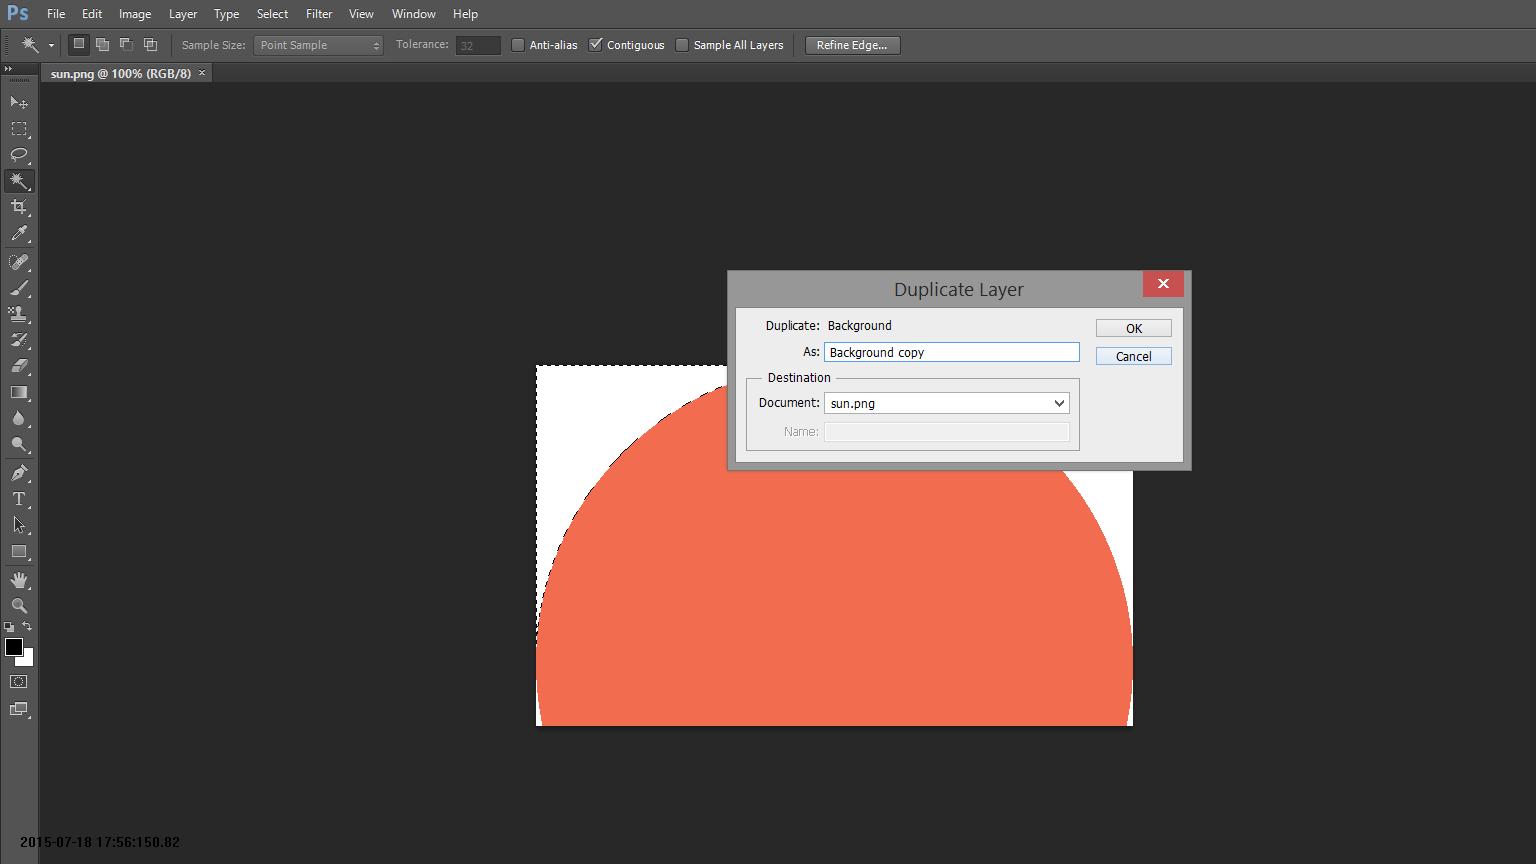 Ps File Edit Image Layer Type Select Filter View Window Help
Sample Size: Point Sample Tolerance: 32 Anti-alias Contiguous Sample All Layers Refine Edge...
sun.png @ 100% (RGB/8) ×
Duplicate Layer
Duplicate: Background
OK
As: Background copy
Cancel
Destination
Document: sun.png
Name:
T
2015-07-18 17:56:150.82